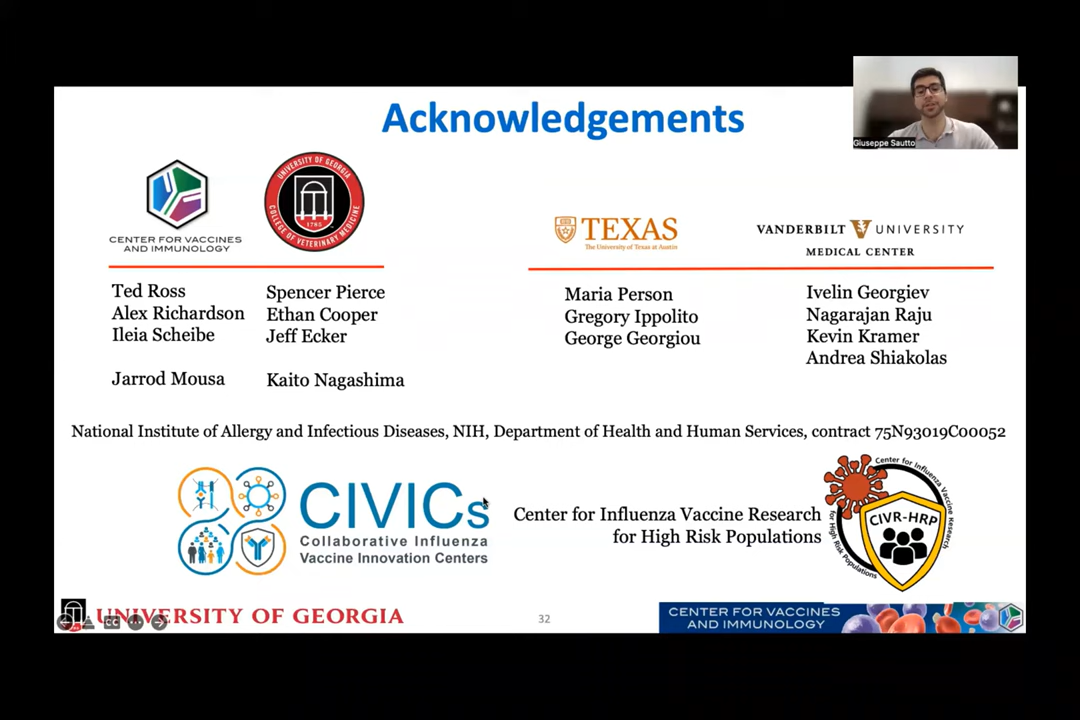 Acknowledgements
Giuseppe Sautto
CENTER FOR VACCINES
AND IMMUNOLOGY
UNIVERSITY OF GEORGIA
COLLEGE OF VETERINARY MEDICINE
1785
TEXAS
The University of Texas at Austin
VANDERBILT V UNIVERSITY
MEDICAL CENTER
Ted Ross
Alex Richardson
Ileia Scheibe
Jarrod Mousa
Spencer Pierce
Ethan Cooper
Jeff Ecker
Kaito Nagashima
Maria Person
Gregory Ippolito
George Georgiou
Ivelin Georgiev
Nagarajan Raju
Kevin Kramer
Andrea Shiakolas
National Institute of Allergy and Infectious Diseases, NIH, Department of Health and Human Services, contract 75N93019C00052
CIVICs
Collaborative Influenza
Vaccine Innovation Centers
Center for Influenza Vaccine Research
for High Risk Populations
Center for Influenza Vaccine Research
for High Risk Populations
CIVR-HRP
UNIVERSITY OF GEORGIA
32
CENTER FOR VACCINES
AND IMMUNOLOGY